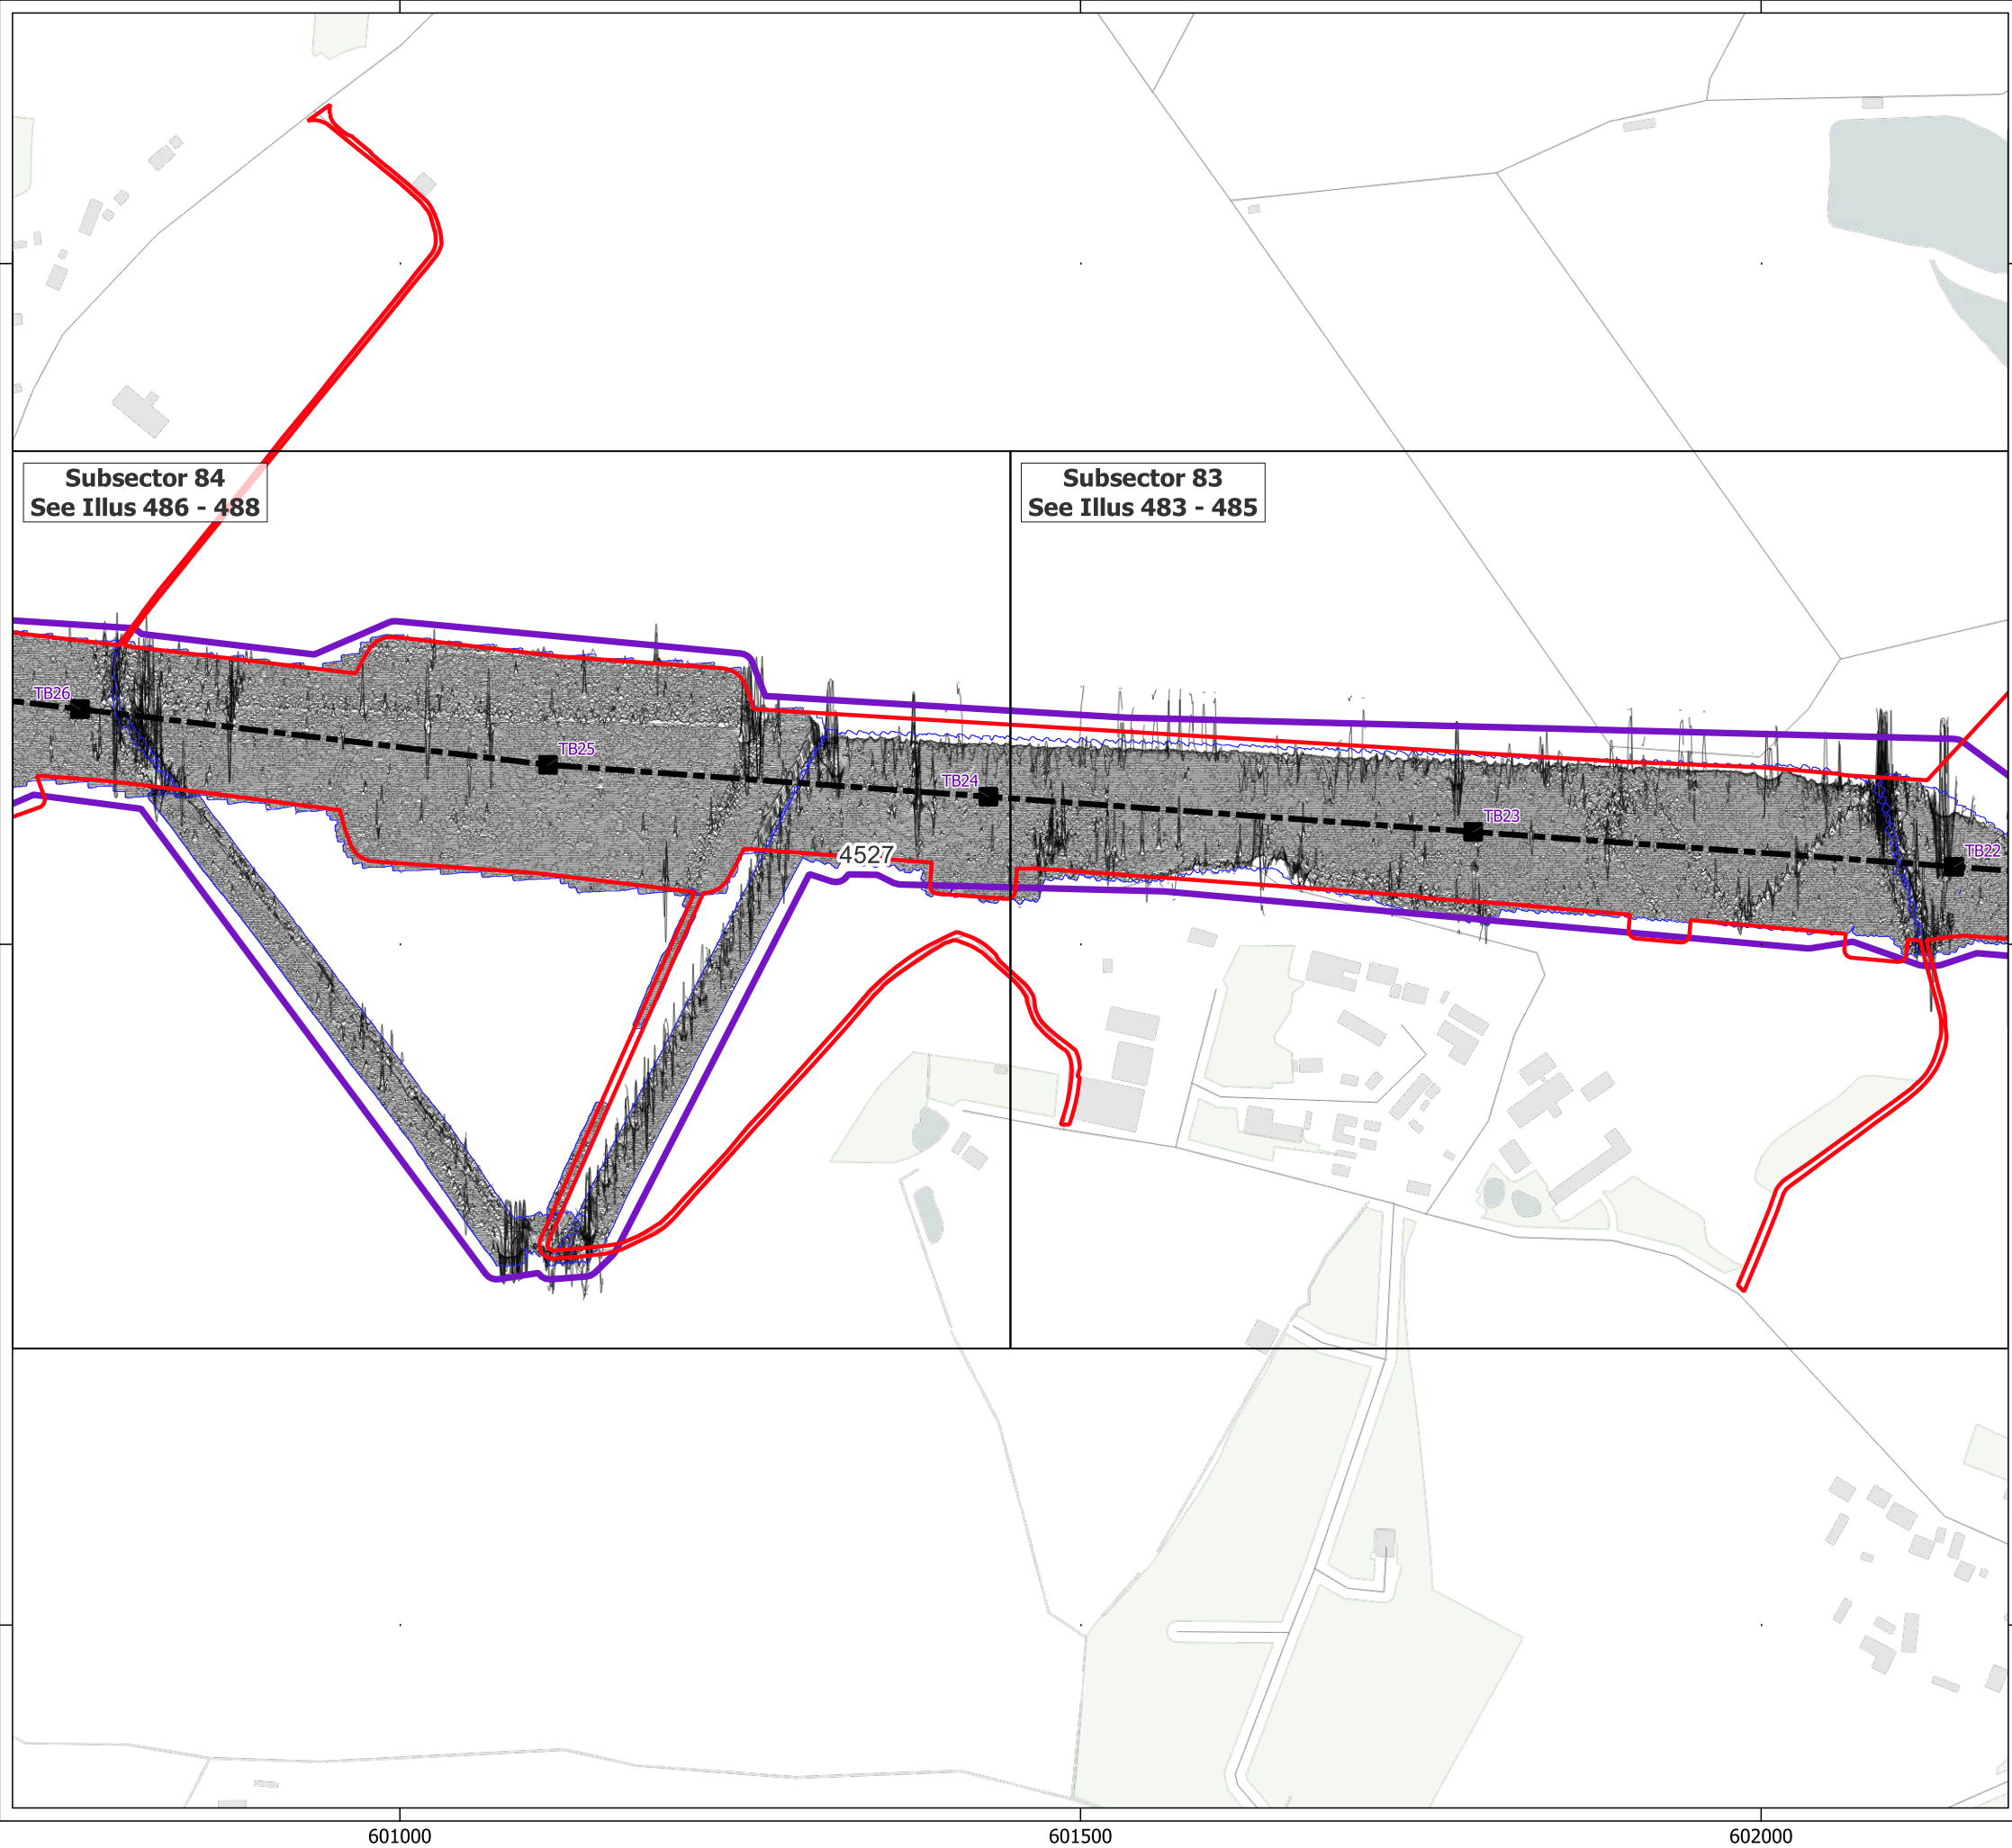 Subsector 84
See Illus 486 - 488
Subsector 83
See Illus 483 - 485
TB26
TB25
TB24
TB23
4527
TB22
601000
601500
602000